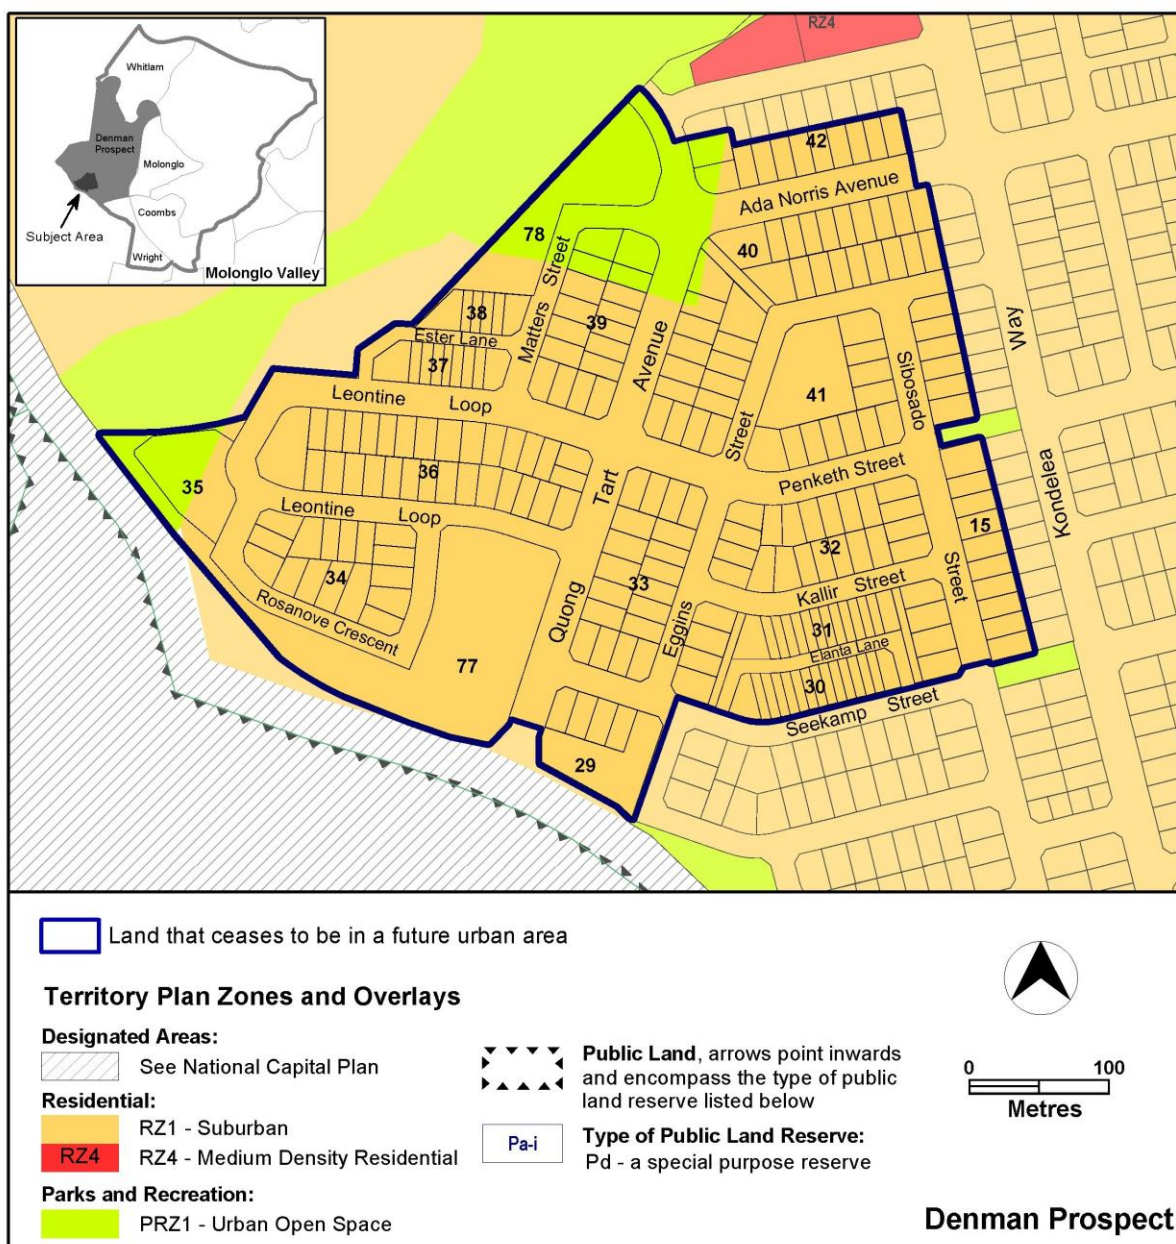 Whitlam
Denman
Prospect
Molonglo
Coombs
Subject Area
Wright
Molonglo Valley
RZ4
42
Ada Norris Avenue
78
40
Matters Street
38
39
Ester Lane
37
Avenue
Way
Sibosado
41
Leontine Loop
Street
36
Tart
Penketh Street
35
Leontine Loop
15
Kondelea
32
34
33
Kallir Street
Street
Rosanove Crescent
Quong
Eggins
31
Elanta Lane
77
30
Seekamp Street
29
Land that ceases to be in a future urban area
Territory Plan Zones and Overlays
Designated Areas:
See National Capital Plan
Residential:
RZ1 - Suburban
RZ4
RZ4 - Medium Density Residential
Parks and Recreation:
PRZ1 - Urban Open Space
Public Land, arrows point inwards
and encompass the type of public
land reserve listed below
Pa-i
Type of Public Land Reserve:
Pd - a special purpose reserve
0 100
Metres
Denman Prospect